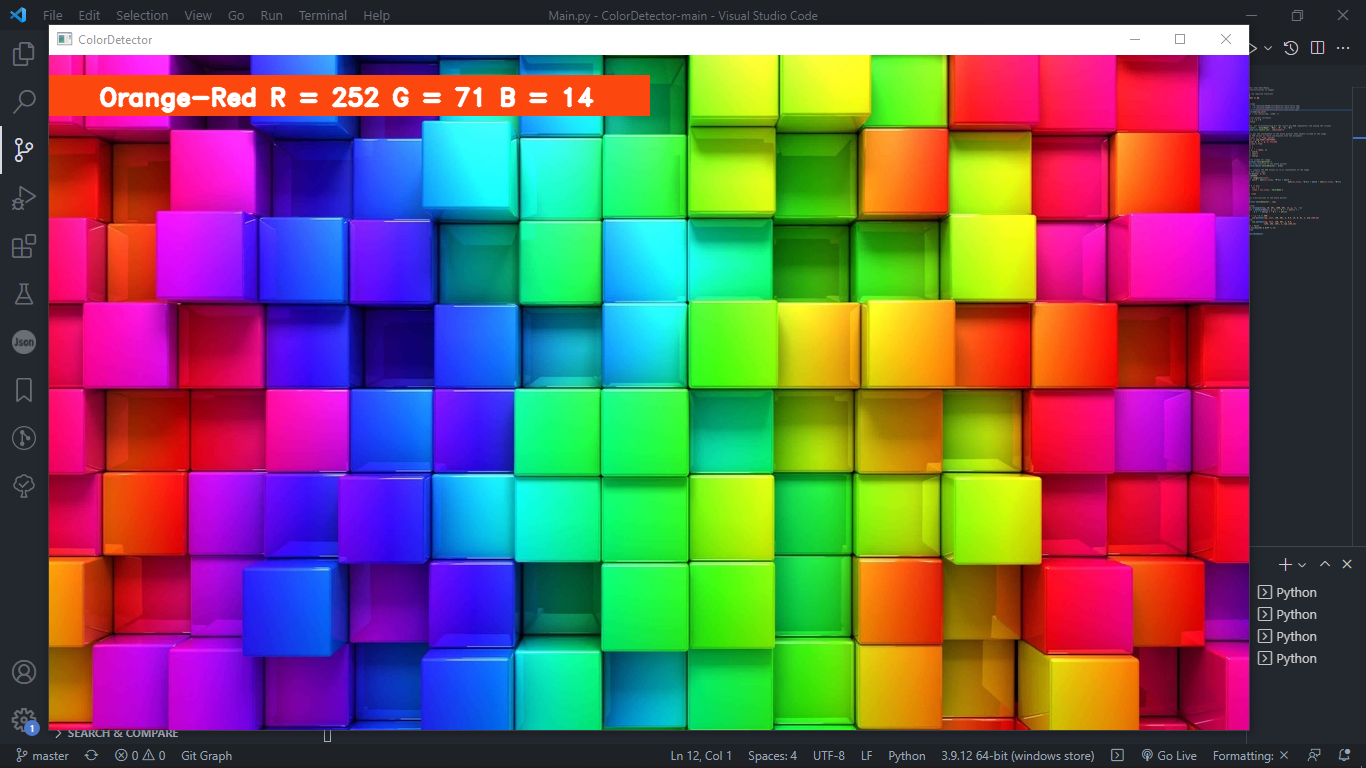 File Edit Selection View Go Run Terminal Help Main.py - ColorDetector-main - Visual Studio Code
ColorDetector
Orange-Red R = 252 G = 71 B = 14
Json
Python
Python
Python
Python
1
SEARCH & COMPARE
master 0 0 Git Graph Ln 12, Col 1 Spaces: 4 UTF-8 LF Python 3.9.12 64-bit (windows store) Go Live Formatting: ×